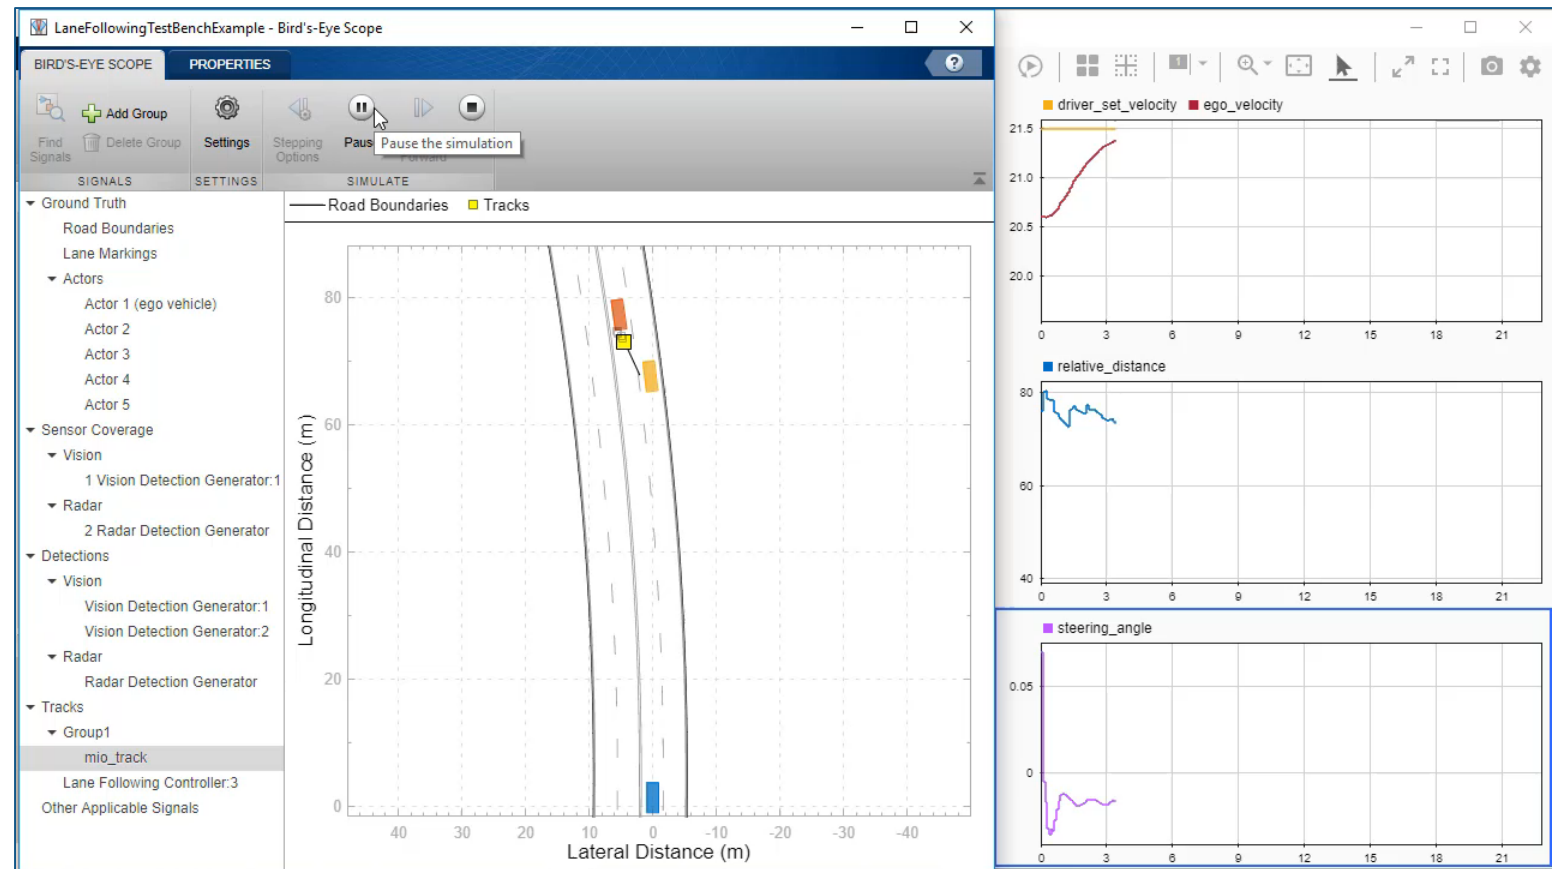 LaneFollowingTestBenchExample - Bird's-Eye Scope
BIRD'S-EYE SCOPE PROPERTIES
?
Add Group
Find Signals
Delete Group
Settings
Stepping Options
Pause
Forward
Pause the simulation
SIGNALS SETTINGS SIMULATE
Ground Truth
Road Boundaries
Lane Markings
Actors
Actor 1 (ego vehicle)
Actor 2
Actor 3
Actor 4
Actor 5
Sensor Coverage
Vision
1 Vision Detection Generator:1
Radar
2 Radar Detection Generator
Detections
Vision
Vision Detection Generator:1
Vision Detection Generator:2
Radar
Radar Detection Generator
Tracks
Group1
mio_track
Lane Following Controller:3
Other Applicable Signals
Road Boundaries Tracks
80
60
40
20
0
Longitudinal Distance (m)
40 30 20 10 0 -10 -20 -30 -40
Lateral Distance (m)
1
driver_set_velocity ego_velocity
21.5
21.0
20.5
20.0
0 3 6 9 12 15 18 21
relative_distance
80
60
40
0 3 6 9 12 15 18 21
steering_angle
0.05
0
0 3 6 9 12 15 18 21